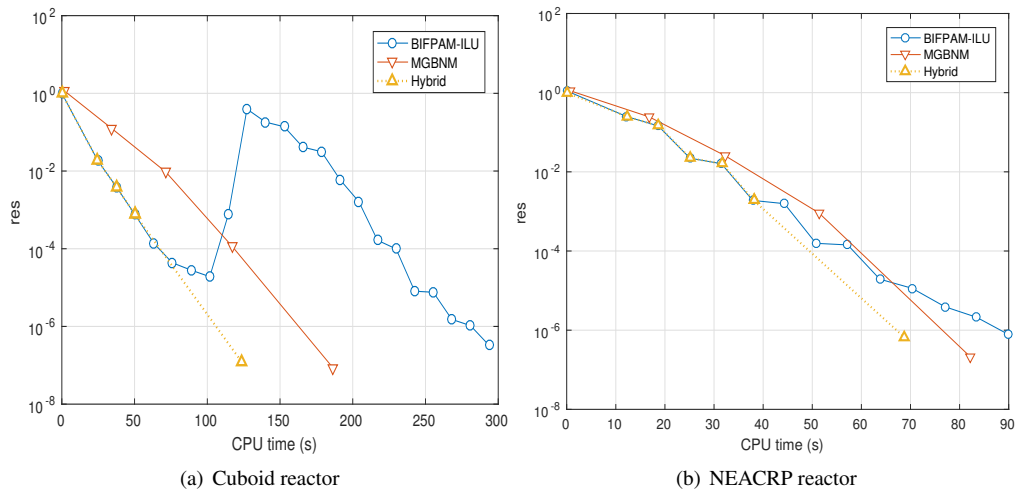 10^0
10^2
10^0
10^-2
10^-4
10^-6
10^-8
res
0 50 100 150 200 250 300
CPU time (s)
BIFPAM-ILU
MGBNM
Hybrid
(a) Cuboid reactor
10^2
10^0
10^-2
10^-4
10^-6
10^-8
res
0 10 20 30 40 50 60 70 80 90
CPU time (s)
BIFPAM-ILU
MGBNM
Hybrid
(b) NEACRP reactor